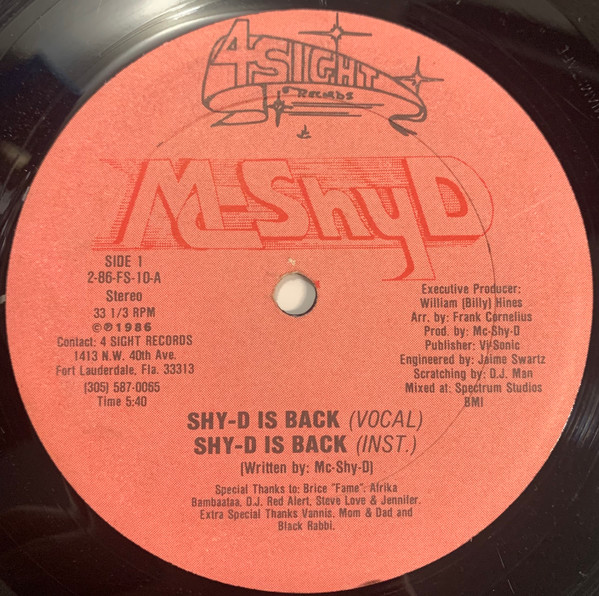 4 SIGHT
RECORDS
MC-Shy D
SIDE 1
2-86-FS-10-A
Stereo
33 1/3 RPM
©℗1986
Contact: 4 SIGHT RECORDS
1413 N.W. 40th Ave.
Fort Lauderdale, Fla. 33313
(305) 587-0065
Time 5:40
Executive Producer:
William (Billy) Hines
Arr. by: Frank Cornelius
Prod. by: Mc-Shy-D
Publisher: Vi-Sonic
Engineered by: Jaime Swartz
Scratching by: D.J. Man
Mixed at: Spectrum Studios
BMI
SHY-D IS BACK (VOCAL)
SHY-D IS BACK (INST.)
(Written by: Mc-Shy-D)
Special Thanks to: Brice "Fame", Afrika
Bambaataa, D.J. Red Alert, Steve Love & Jennifer.
Extra Special Thanks Vannis, Mom & Dad and
Black Rabbi.